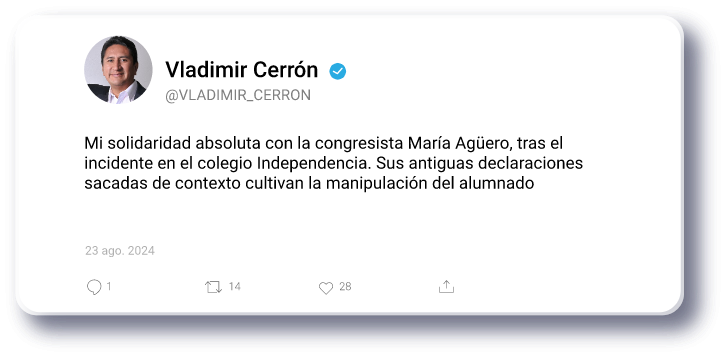 Vladimir Cerrón
@VLADIMIR_CERRON
Mi solidaridad absoluta con la congresista María Agüero, tras el
incidente en el colegio Independencia. Sus antiguas declaraciones
sacadas de contexto cultivan la manipulación del alumnado
23 ago. 2024
1 14 28